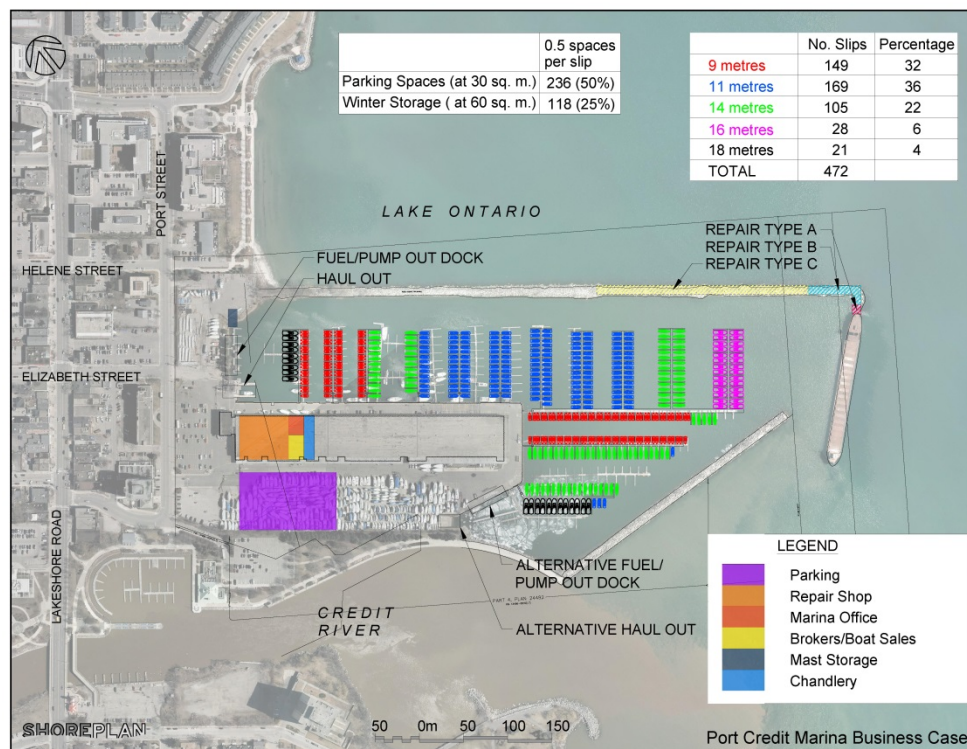 0.5 spaces
per slip
Parking Spaces (at 30 sq. m.) 236 (50%)
Winter Storage ( at 60 sq. m.) 118 (25%)
No. Slips Percentage
9 metres 149 32
11 metres 169 36
14 metres 105 22
16 metres 28 6
18 metres 21 4
TOTAL 472
PORT STREET
LAKE ONTARIO
REPAIR TYPE A
REPAIR TYPE B
REPAIR TYPE C
HELENE STREET
FUEL/PUMP OUT DOCK
HAUL OUT
ELIZABETH STREET
LAKESHORE ROAD
ALTERNATIVE FUEL/
PUMP OUT DOCK
CREDIT
RIVER
ALTERNATIVE HAUL OUT
LEGEND
Parking
Repair Shop
Marina Office
Brokers/Boat Sales
Mast Storage
Chandlery
SHOREPLAN
50 0m 50 100 150
Port Credit Marina Business Case